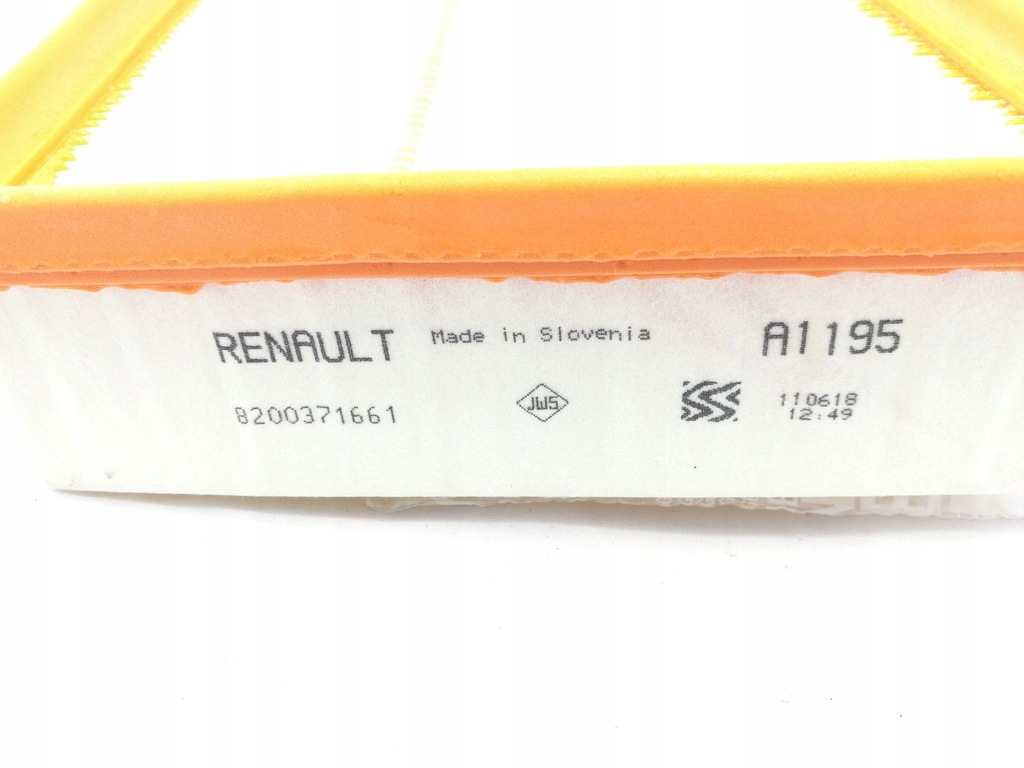 RENAULT Made in Slovenia A1195
8200371661 JWS 110618
12:49